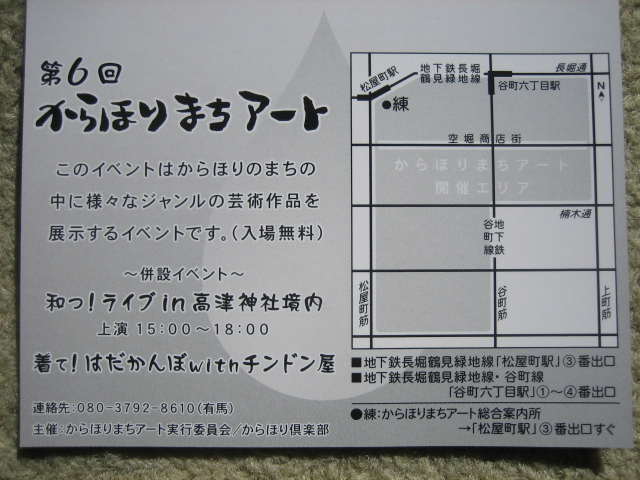 第6回
からほりまちアート
このイベントはからほりのまちの
中に様々なジャンルの芸術作品を
展示するイベントです。(入場無料)
～併設イベント～
和っ!ライブin高津神社境内
上演 15:00～18:00
着て!はだかんぼwithチンドン屋
連絡先:080-3792-8610(有馬)
主催:からほりまちアート実行委員会/からほり倶楽部
松屋町駅
地下鉄長堀
鶴見緑地線
長堀通
谷町六丁目駅
N
●練
空堀商店街
からほりまちアート
開催エリア
楠木通
地下鉄
谷町線
松屋町筋
谷町筋
上町筋
■地下鉄長堀鶴見緑地線「松屋町駅」③番出口
■地下鉄長堀鶴見緑地線・谷町線
「谷町六丁目駅」①～④番出口
●練:からほりまちアート総合案内所
→「松屋町駅」③番出口すぐ